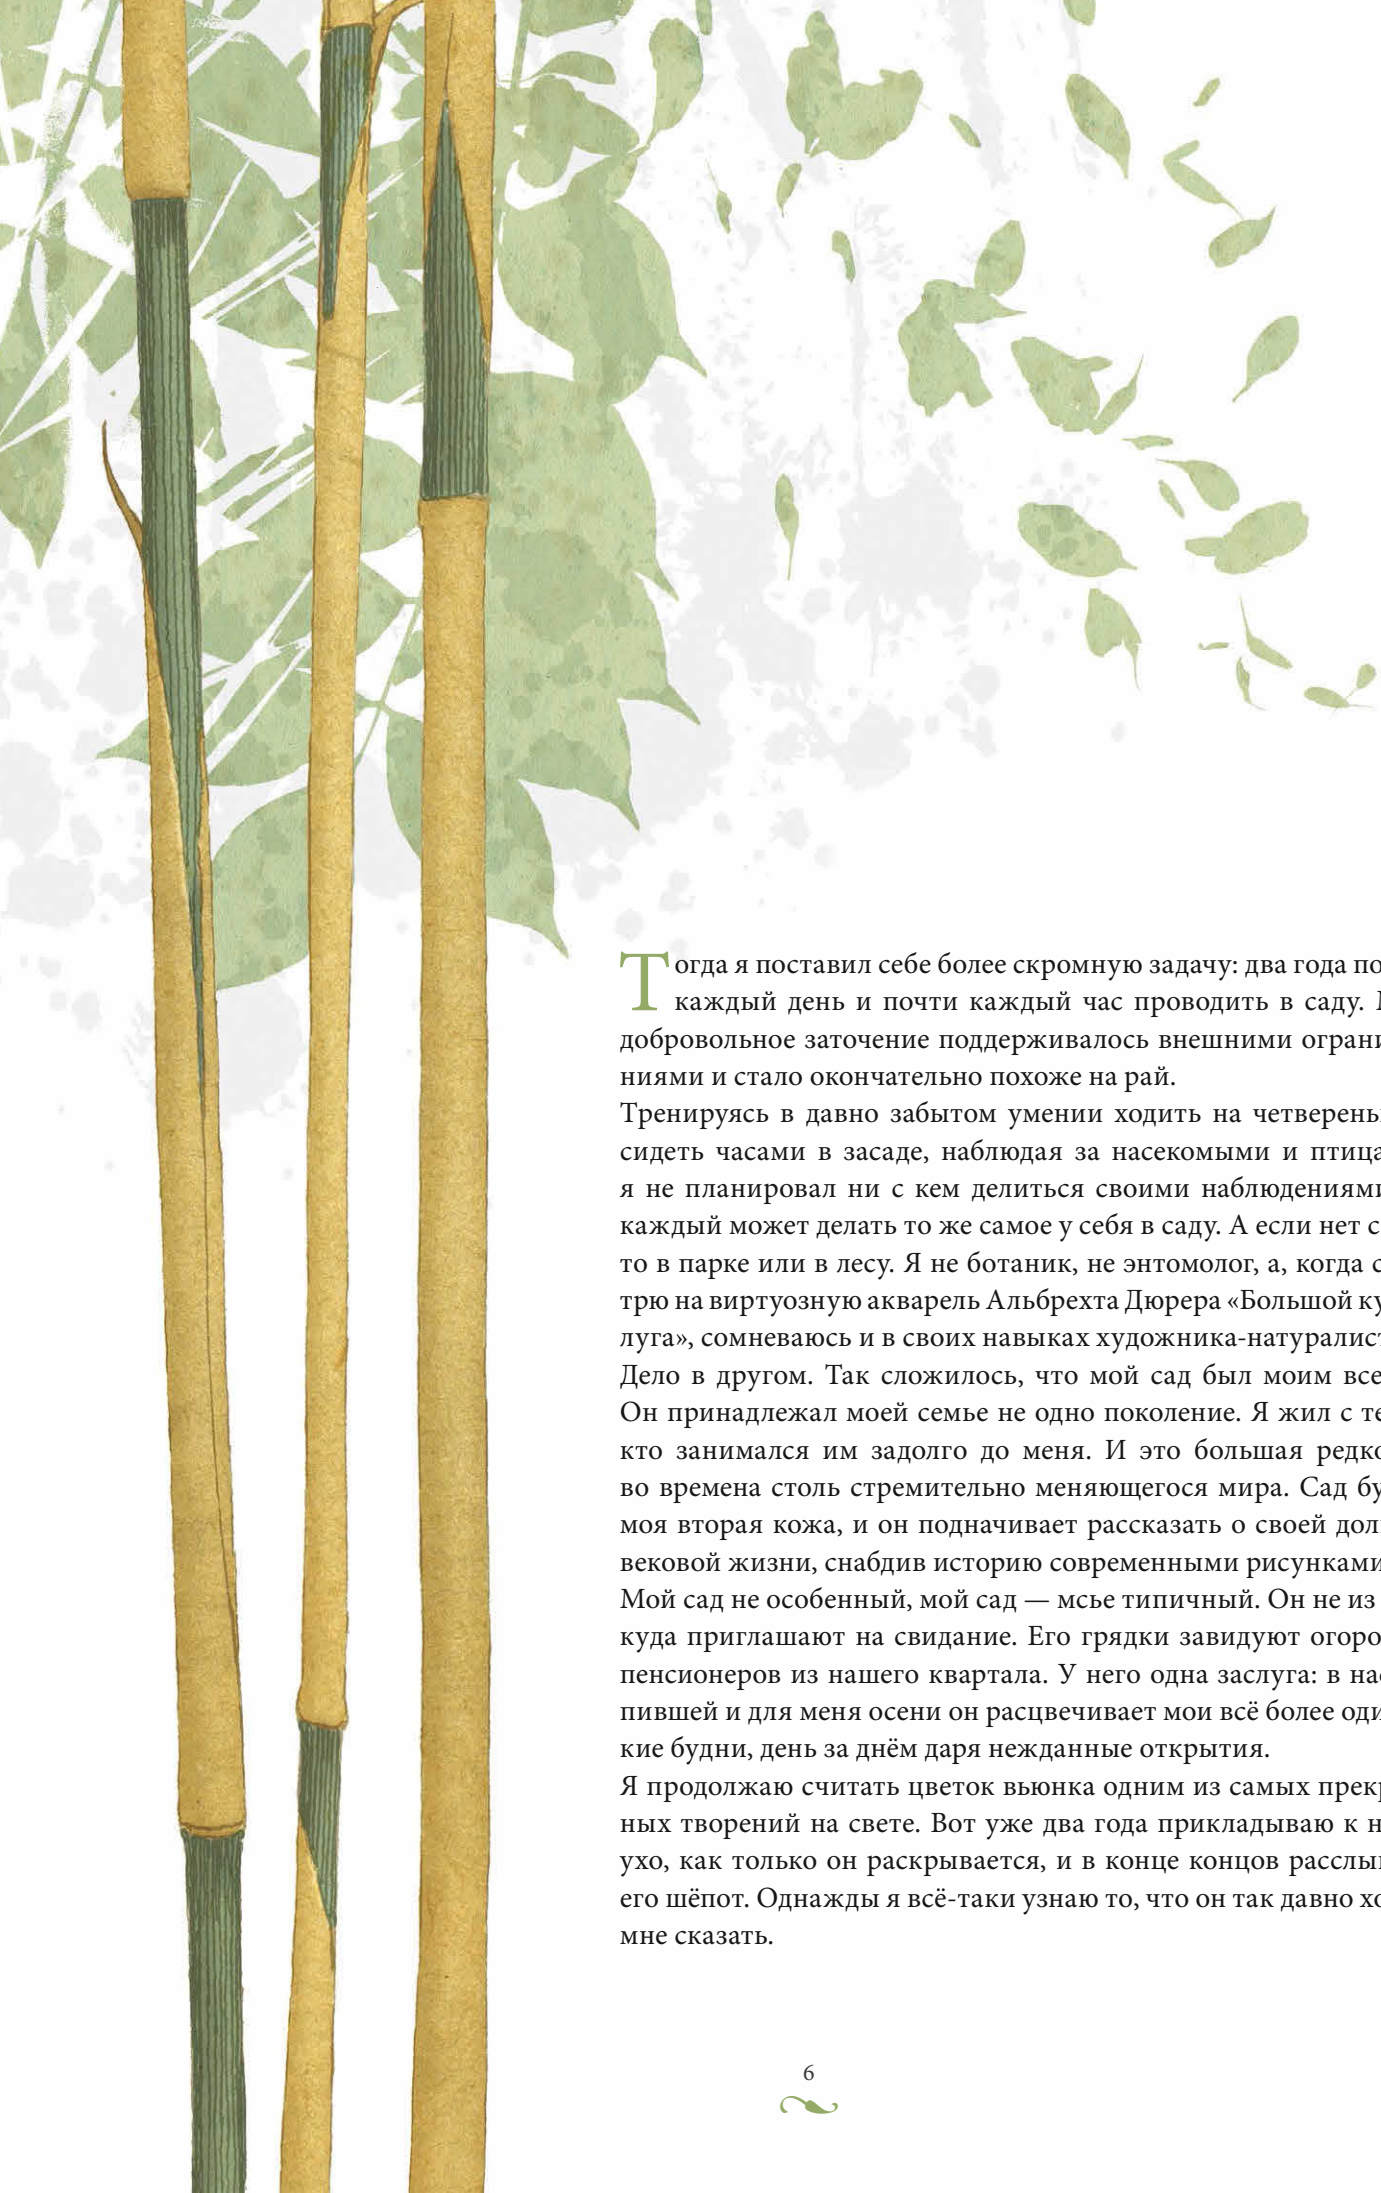 Тогда я поставил себе более скромную задачу: два года по
каждый день и почти каждый час проводить в саду.
добровольное заточение поддерживалось внешними ограни
ниями и стало окончательно похоже на рай.
Тренируясь в давно забытом умении ходить на четверень
сидеть часами в засаде, наблюдая за насекомыми и птица
я не планировал ни с кем делиться своими наблюдениями
каждый может делать то же самое у себя в саду. А если нет с
то в парке или в лесу. Я не ботаник, не энтомолог, а, когда с
трю на виртуозную акварель Альбрехта Дюрера «Большой ку
луга», сомневаюсь и в своих навыках художника-натуралист
Дело в другом. Так сложилось, что мой сад был моим все
Он принадлежал моей семье не одно поколение. Я жил с те
кто занимался им задолго до меня. И это большая редко
во времена столь стремительно меняющегося мира. Сад бу
моя вторая кожа, и он подначивает рассказать о своей дол
вековой жизни, снабдив историю современными рисунками
Мой сад не особенный, мой сад — мсье типичный. Он не из
куда приглашают на свидание. Его грядки завидуют огоро
пенсионеров из нашего квартала. У него одна заслуга: в нас
пившей и для меня осени он расцвечивает мои всё более оди
кие будни, день за днём даря нежданные открытия.
Я продолжаю считать цветок вьюнка одним из самых прекр
ных творений на свете. Вот уже два года прикладываю к н
ухо, как только он раскрывается, и в конце концов расслы
его шёпот. Однажды я всё-таки узнаю то, что он так давно хо
мне сказать.
6